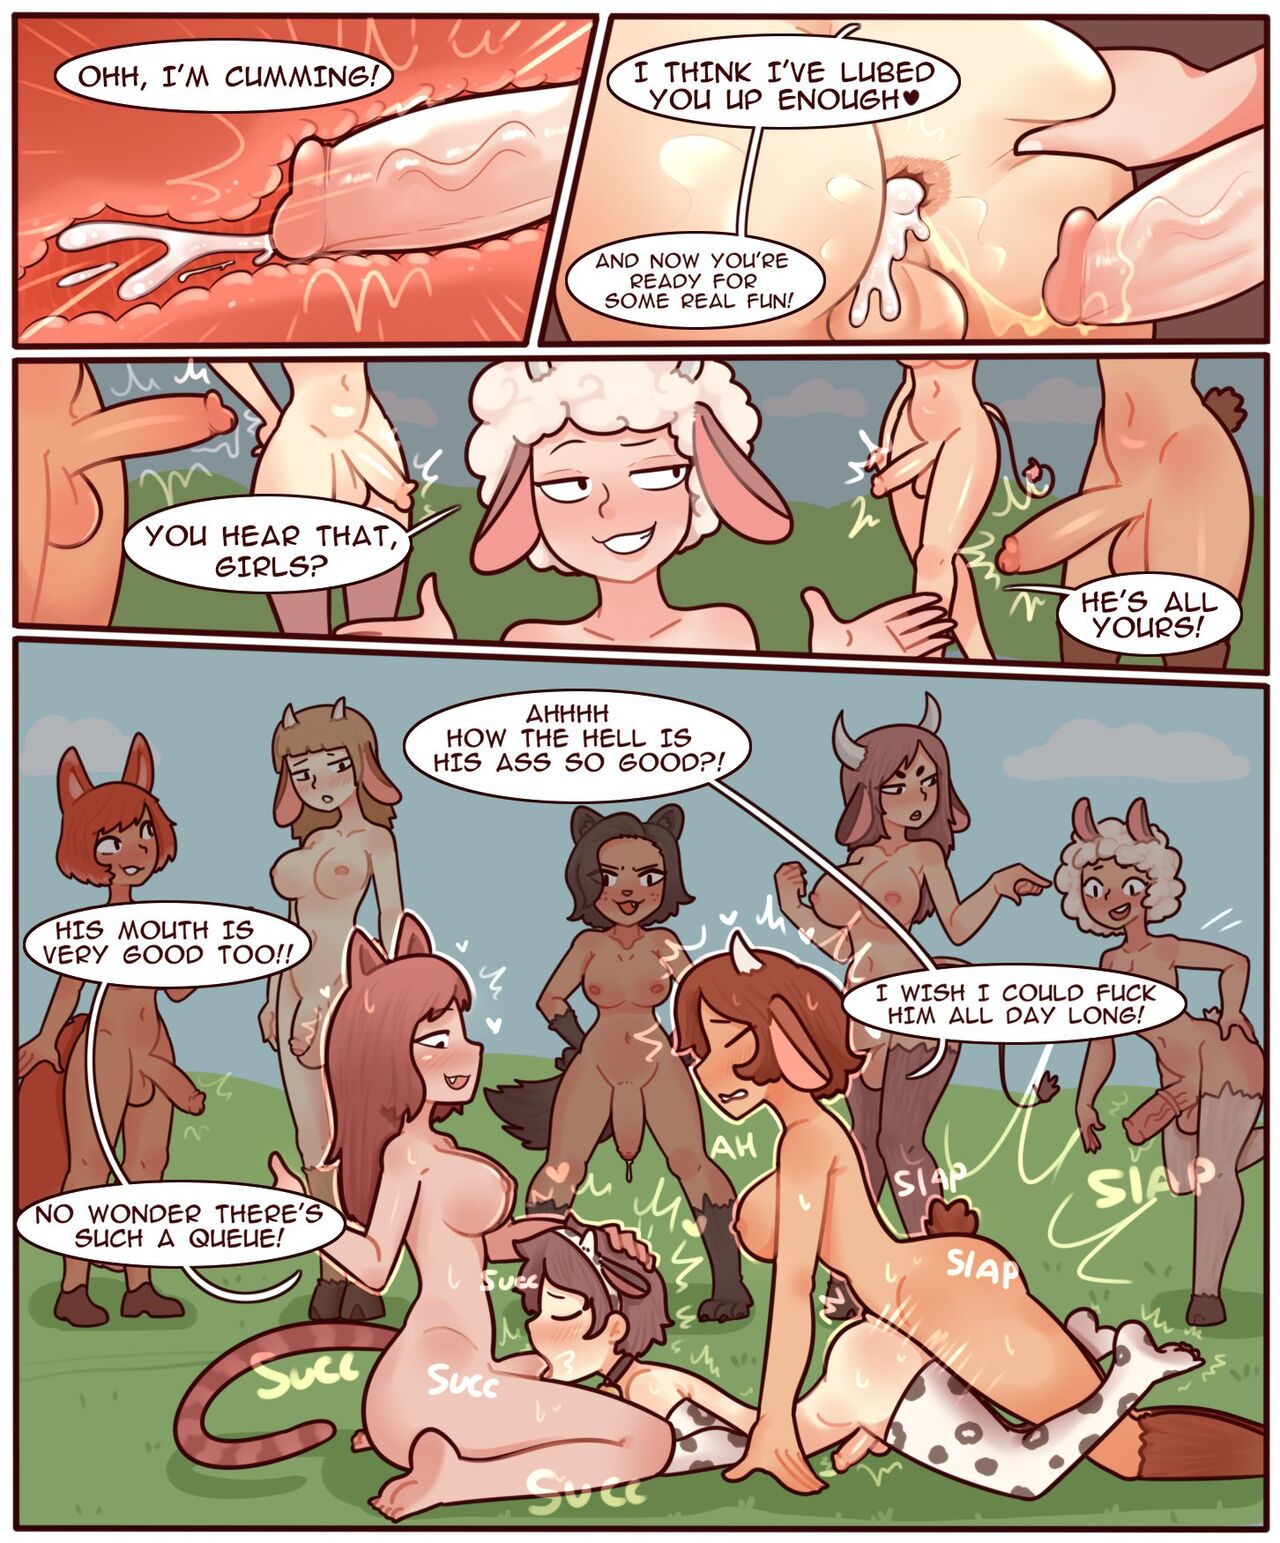 OHH, I'M CUMMING!
I THINK I'VE LUBED
YOU UP ENOUGH♥
AND NOW YOU'RE
READY FOR
SOME REAL FUN!
YOU HEAR THAT,
GIRLS?
HE'S ALL
YOURS!
AHHHH
HOW THE HELL IS
HIS ASS SO GOOD?!
HIS MOUTH IS
VERY GOOD TOO!!
I WISH I COULD FUCK
HIM ALL DAY LONG!
AH
SLAP
SLAP
NO WONDER THERE'S
SUCH A QUEUE!
SUCC
SLAP
SUCC
SUCC
SUCC